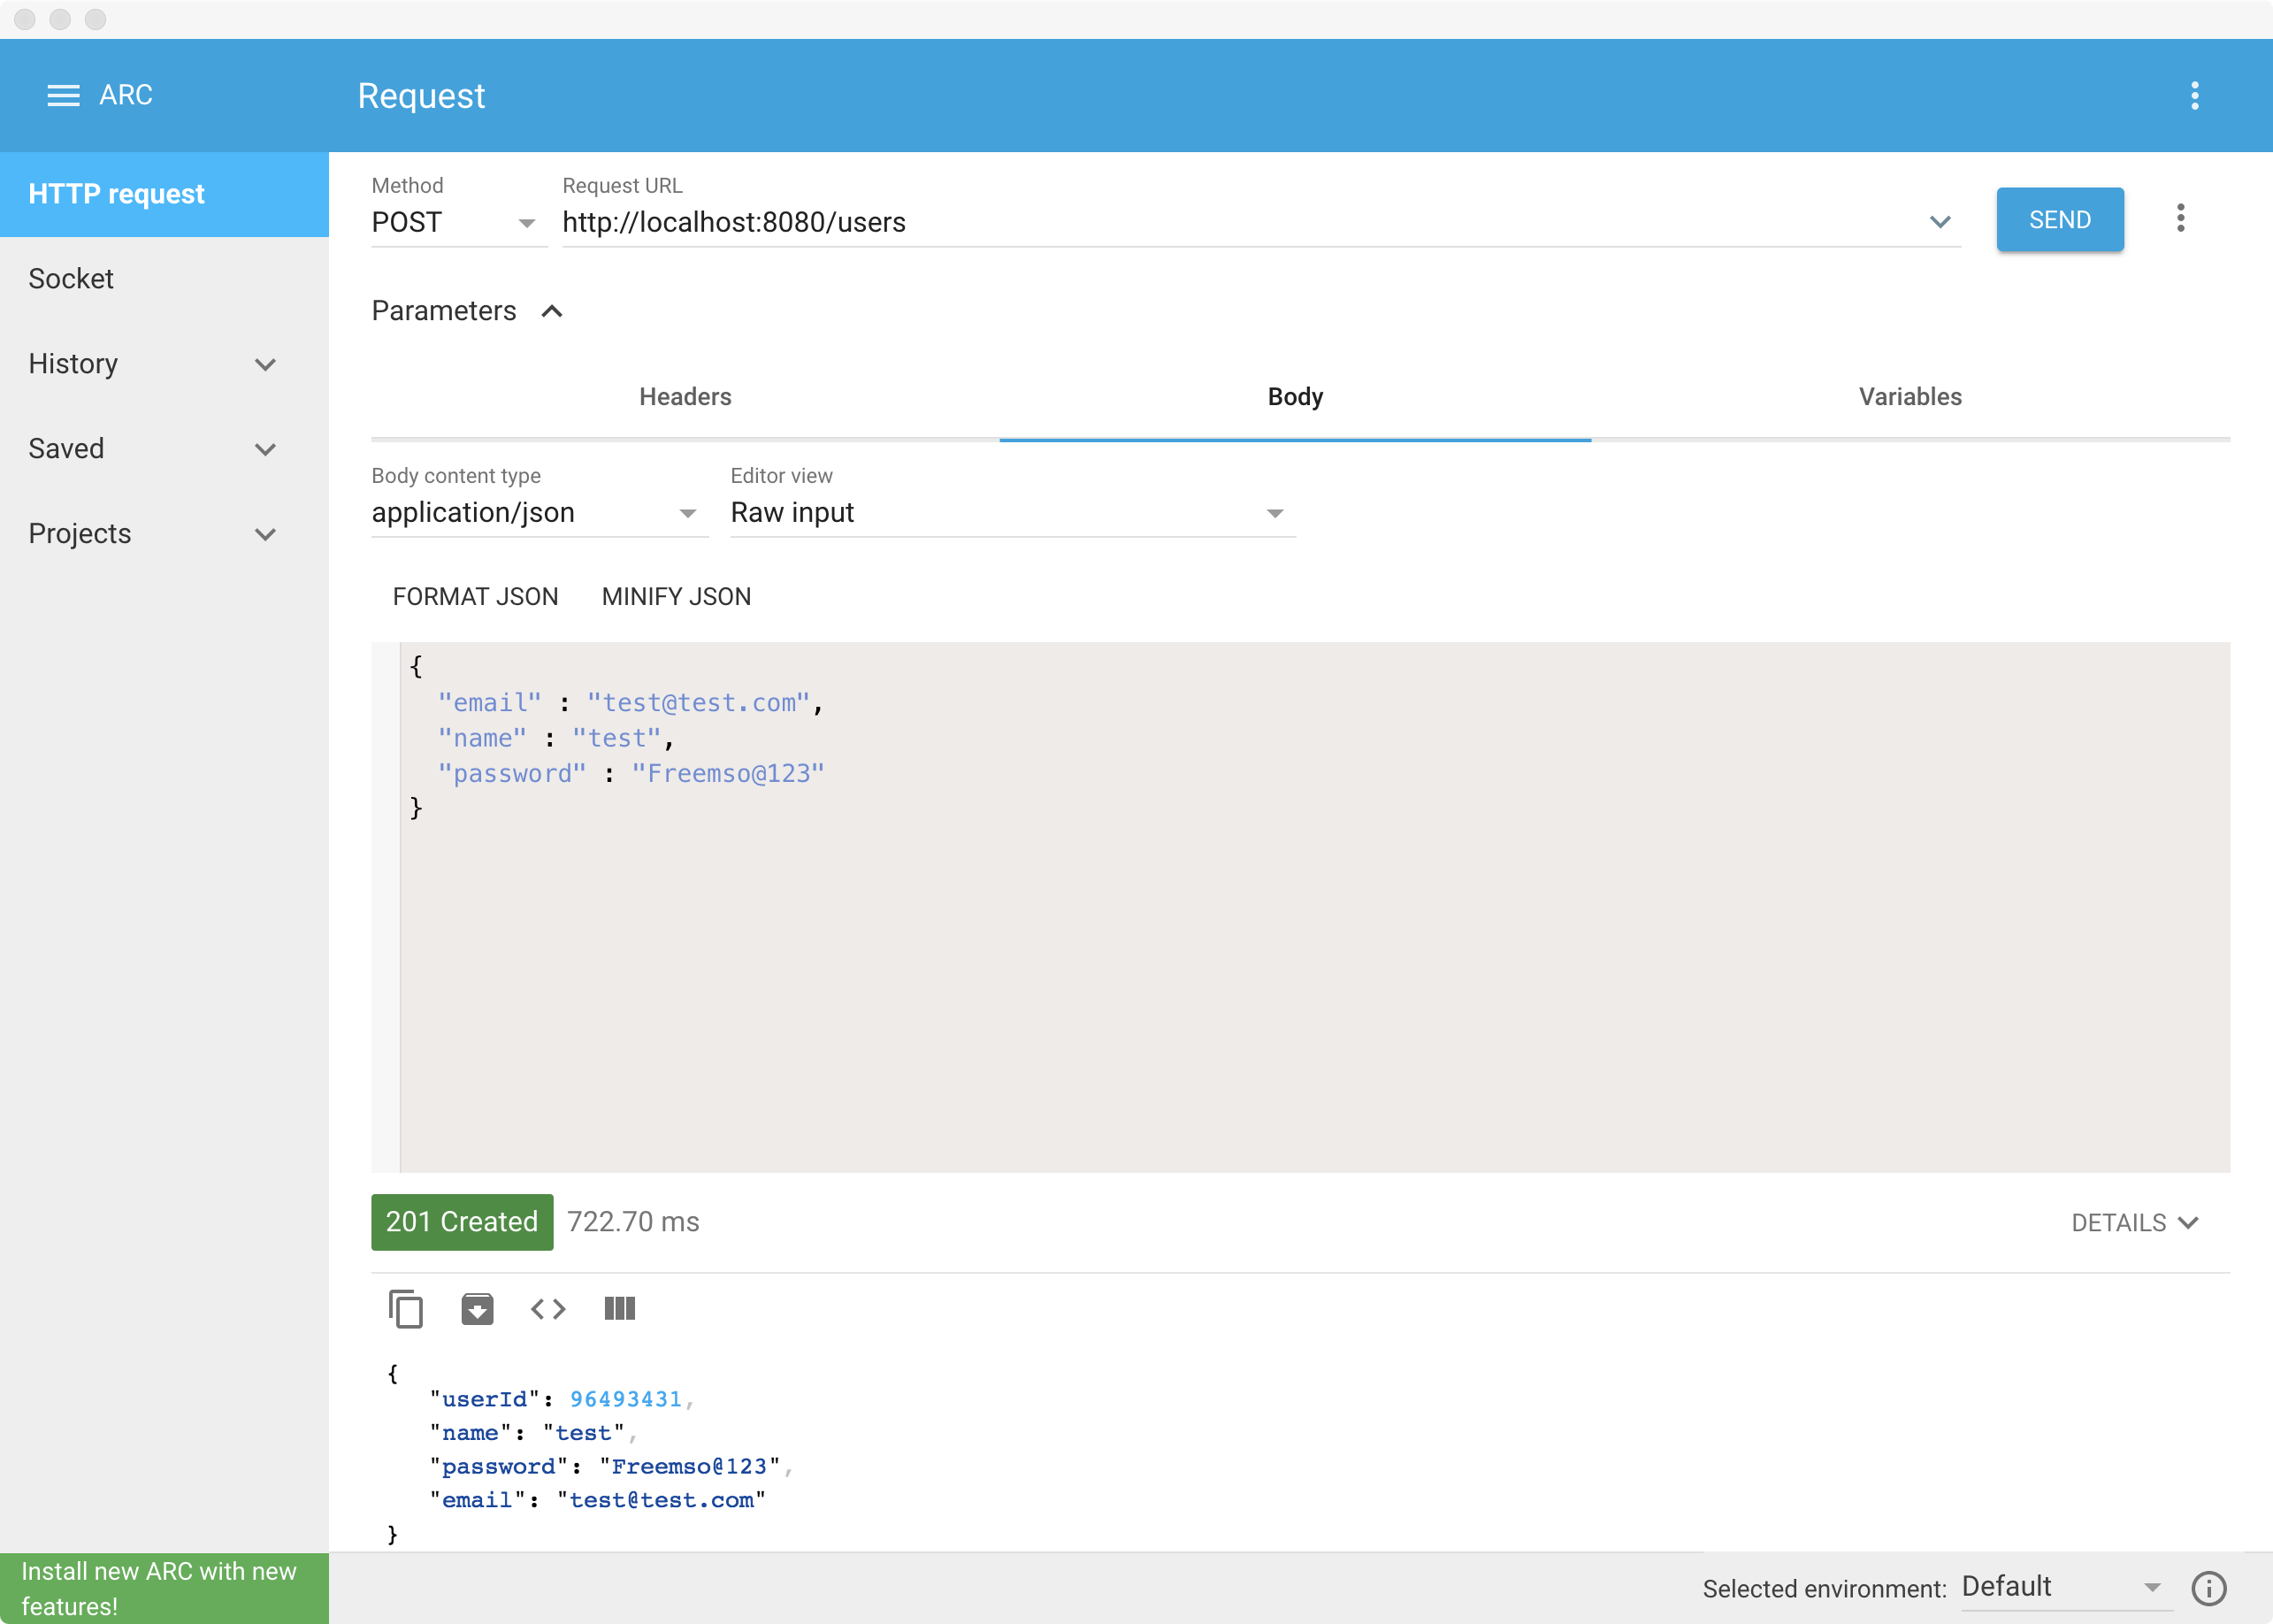 ARC
Request
HTTP request
Socket
History
Saved
Projects
Method
POST
Request URL
http://localhost:8080/users
SEND
Parameters
Headers
Body
Variables
Body content type
application/json
Editor view
Raw input
FORMAT JSON
MINIFY JSON
{
"email" : "test@test.com",
"name" : "test",
"password" : "Freemso@123"
}
201 Created
722.70 ms
DETAILS
{
"userId": 96493431,
"name": "test",
"password": "Freemso@123",
"email": "test@test.com"
}
Install new ARC with new
features!
Selected environment:
Default